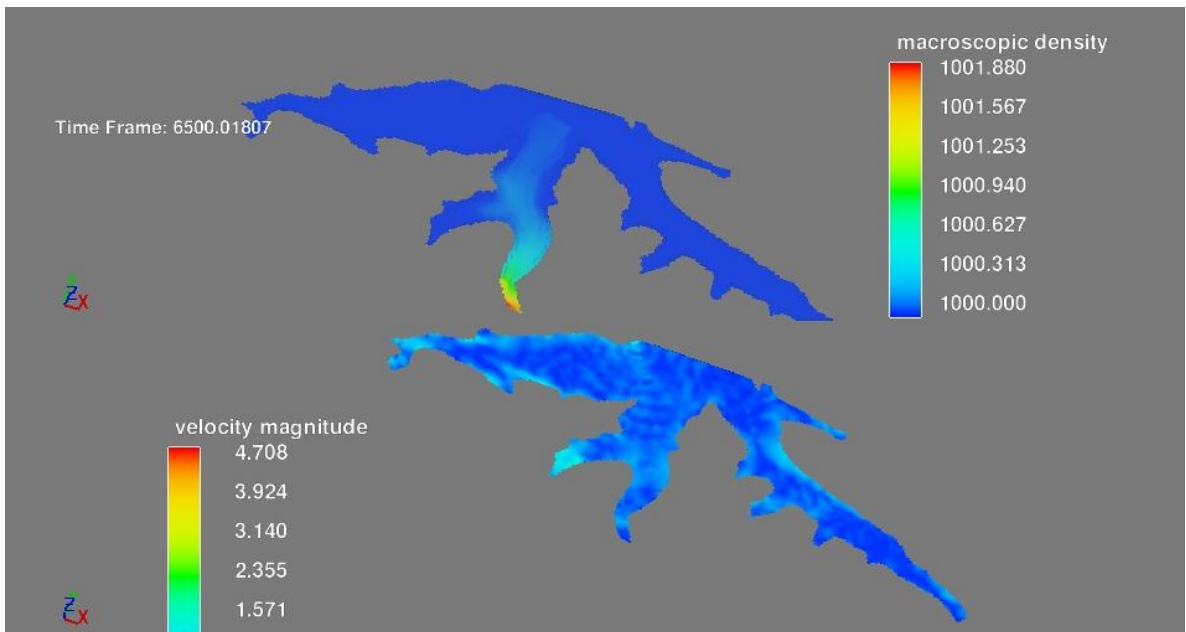 macroscopic density
1001.880
1001.567
Time Frame: 6500.01807
1001.253
1000.940
1000.627
1000.313
1000.000
Z
X
velocity magnitude
4.708
3.924
3.140
2.355
1.571
Z
X